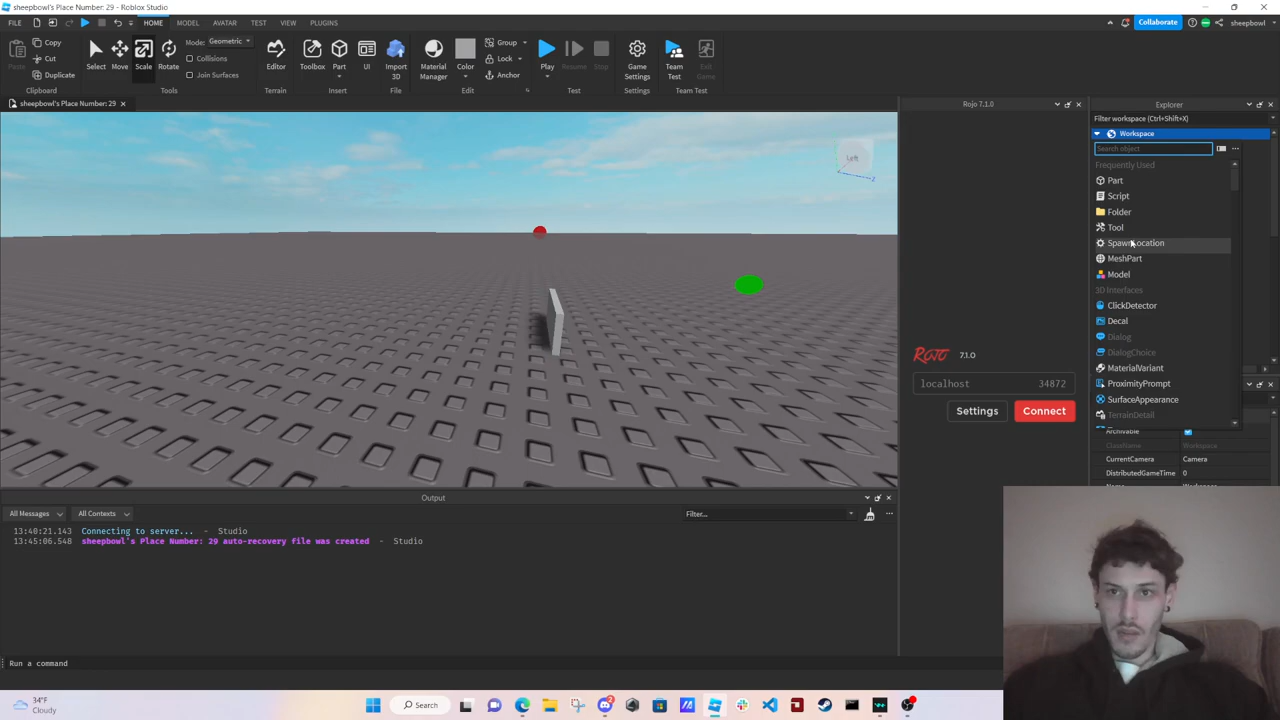 sheepbowl's Place Number: 29 - Roblox Studio
FILE
HOME
MODEL
AVATAR
TEST
VIEW
PLUGINS
Collaborate
sheepbowl
Paste
Copy
Cut
Duplicate
Clipboard
Select
Move
Scale
Rotate
Mode: Geometric
Collisions
Join Surfaces
Tools
Editor
Terrain
Toolbox
Part
UI
Insert
Import
3D
File
Material
Manager
Color
Group
Lock
Anchor
Edit
Play
Resume
Stop
Test
Game
Settings
Settings
Team
Test
Exit
Game
Team Test
sheepbowl's Place Number: 29
Left
Z
Rojo 7.1.0
ROJO 7.1.0
localhost 34872
Settings
Connect
Explorer
Filter workspace (Ctrl+Shift+X)
Workspace
Search object
Frequently Used
Part
Script
Folder
Tool
SpawnLocation
MeshPart
Model
3D Interfaces
ClickDetector
Decal
Dialog
DialogChoice
MaterialVariant
ProximityPrompt
SurfaceAppearance
TerrainDetail
Archivable
ClassName Workspace
CurrentCamera Camera
DistributedGameTime 0
Output
All Messages
All Contexts
Filter...
13:40:21.143 Connecting to server... - Studio
13:45:06.548 sheepbowl's Place Number: 29 auto-recovery file was created - Studio
Run a command
34°F
Cloudy
Search
2